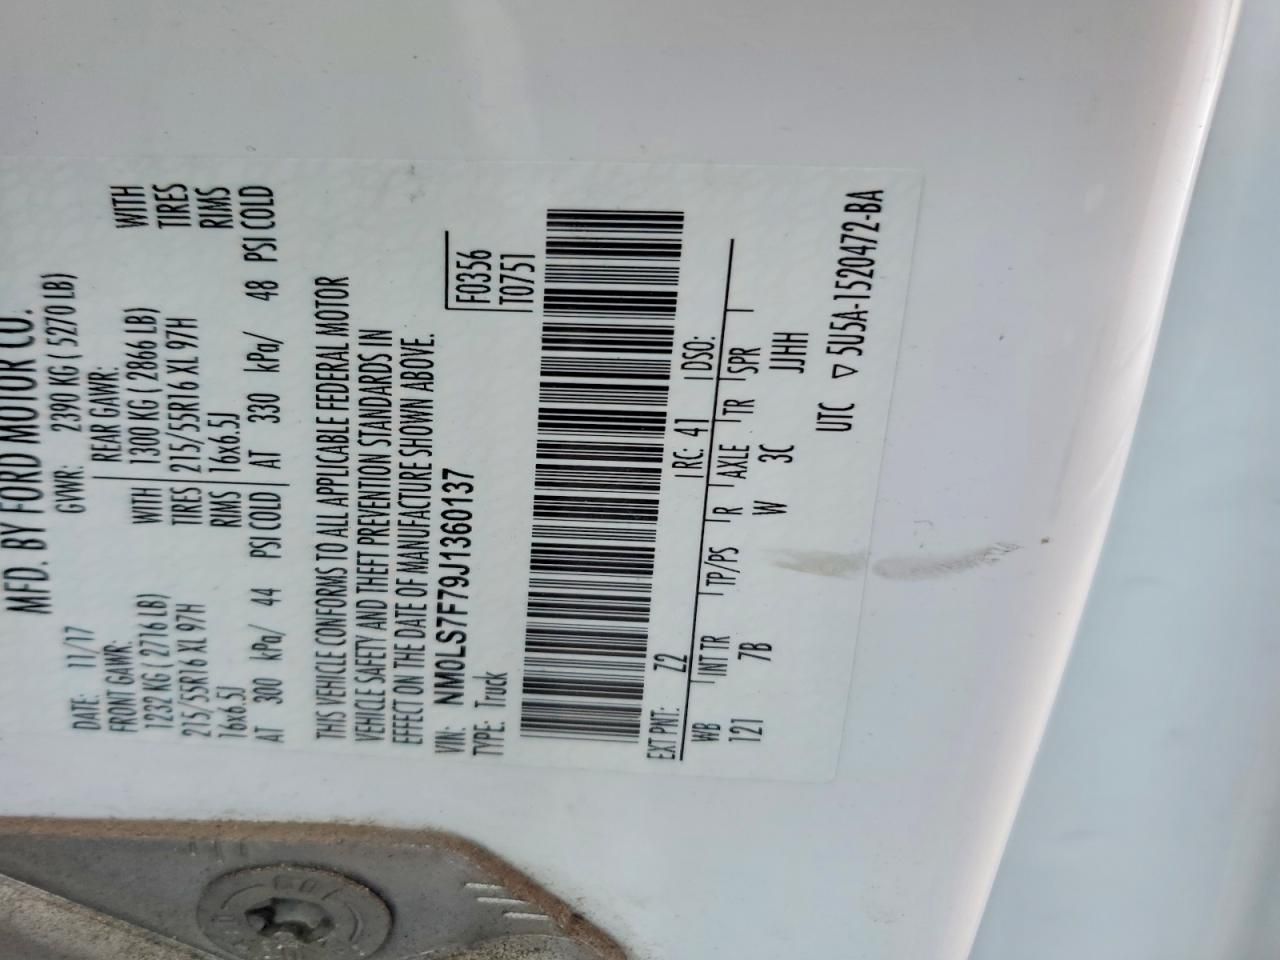 MFD. BY FORD MOTOR CO.
DATE: 11/17 GVWR: 2390 KG ( 5270 LB)
FRONT GAWR: REAR GAWR:
1232 KG ( 2716 LB) WITH 1300 KG ( 2866 LB) WITH
215/55R16 XL 97H TIRES 215/55R16 XL 97H TIRES
16x6.5J RIMS 16x6.5J RIMS
AT 300 kPa/ 44 PSI COLD AT 330 kPa/ 48 PSI COLD
THIS VEHICLE CONFORMS TO ALL APPLICABLE FEDERAL MOTOR
VEHICLE SAFETY AND THEFT PREVENTION STANDARDS IN
EFFECT ON THE DATE OF MANUFACTURE SHOWN ABOVE.
VIN: NM0LS7F79J1360137 F0356
TYPE: Truck T0751
EXT PNT: Z2 RC: 41 DSO:
WB INT TR TP/PS R AXLE TR SPR
121 7B W 3C JJHH
UTC ▽ 5U5A-1520472-BA